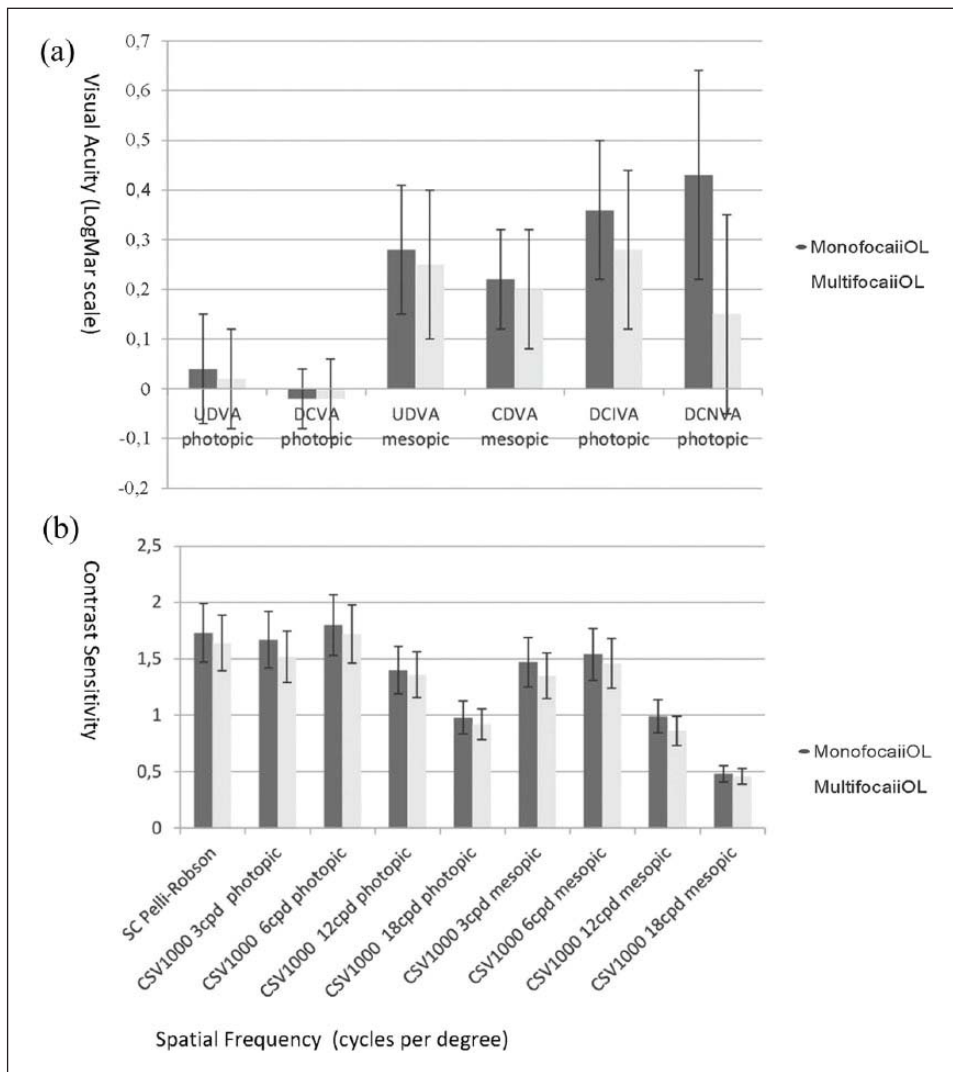 (a)
Visual Acuity (LogMar scale)
0,7
0,6
0,5
0,4
0,3
0,2
0,1
0
-0,1
-0,2
UDVA photopic
DCVA photopic
UDVA mesopic
CDVA mesopic
DCIVA photopic
DCNVA photopic
MonofocaiiOL
MultifocaiiOL
(b)
Contrast Sensitivity
2,5
2
1,5
1
0,5
0
SC Pelli-Robson
CSV1000 3cpd photopic
CSV1000 6cpd photopic
CSV1000 12cpd photopic
CSV1000 18cpd photopic
CSV1000 3cpd mesopic
CSV1000 6cpd mesopic
CSV1000 12cpd mesopic
CSV1000 18cpd mesopic
MonofocaiiOL
MultifocaiiOL
Spatial Frequency (cycles per degree)